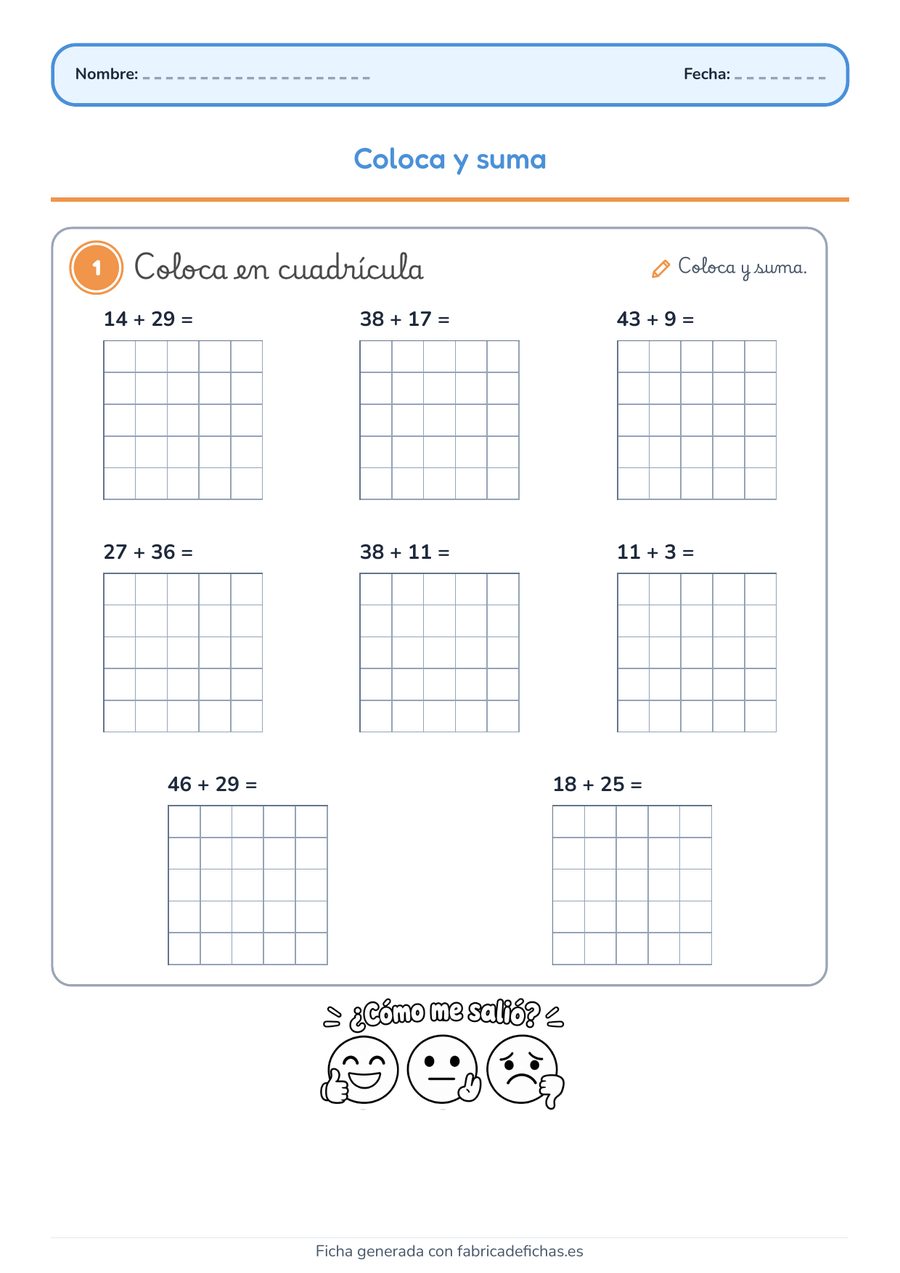 Nombre:
Fecha:
Coloca y suma
1
Coloca en cuadrícula
Coloca y suma.
14 + 29 =
38 + 17 =
43 + 9 =
27 + 36 =
38 + 11 =
11 + 3 =
46 + 29 =
18 + 25 =
¿Cómo me salió?
Ficha generada con fabricadefichas.es